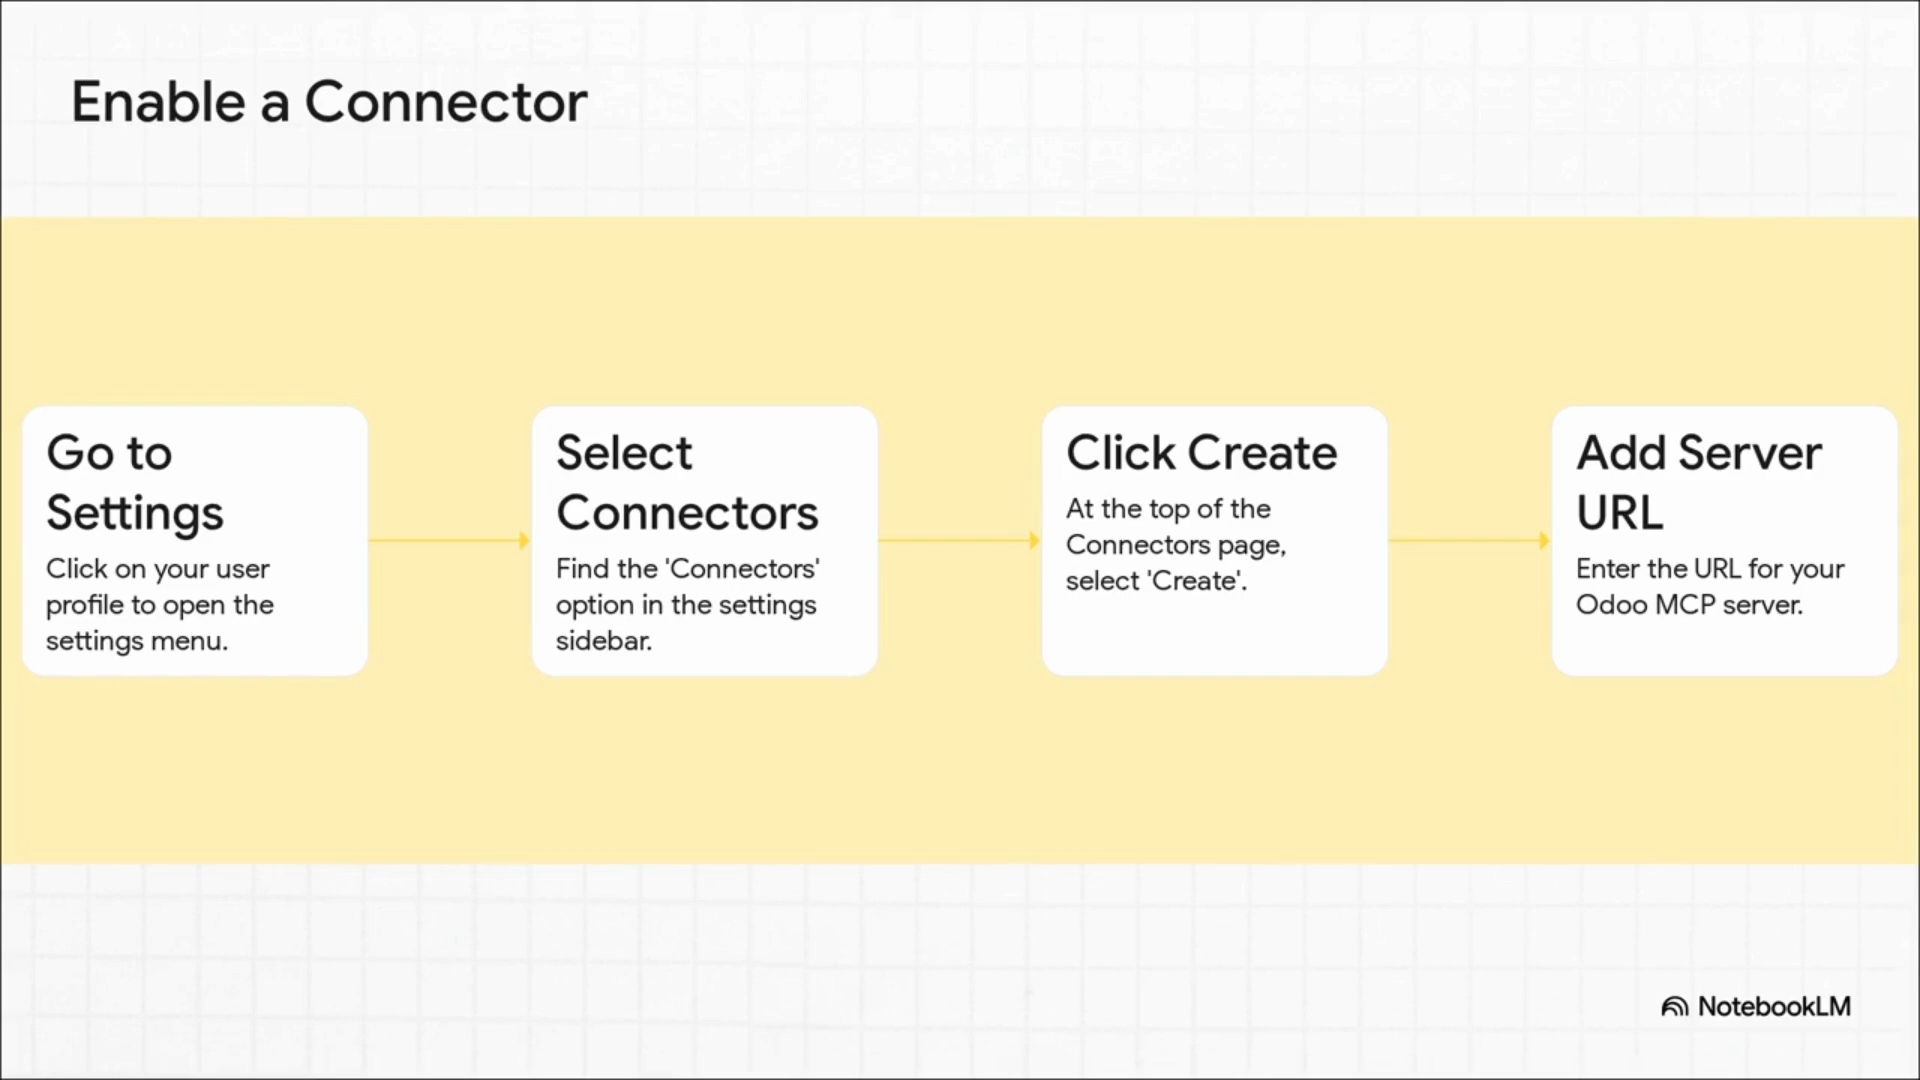 Enable a Connector
Go to
Settings
Click on your user
profile to open the
settings menu.
Select
Connectors
Find the 'Connectors'
option in the settings
sidebar.
Click Create
At the top of the
Connectors page,
select 'Create'.
Add Server
URL
Enter the URL for your
Odoo MCP server.
NotebookLM